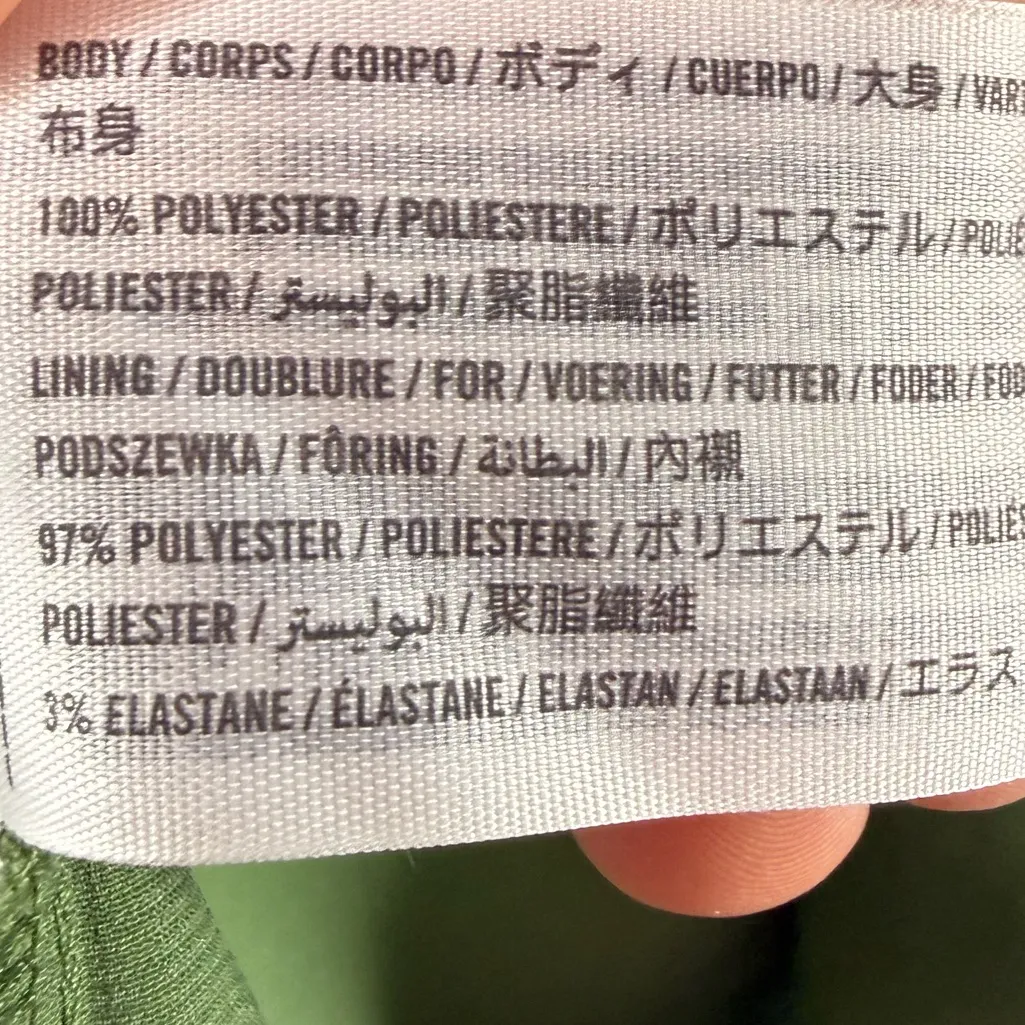 BODY / CORPS / CORPO / ボディ / CUERPO / 大身 /
布身
100% POLYESTER / POLIESTERE / ポリエステル /
POLIESTER / البوليستر / 聚脂纖維
LINING / DOUBLURE / FOR / VOERING / FUTTER / FODER /
PODSZEWKA / FÔRING / البطانة / 內襯
97% POLYESTER / POLIESTERE / ポリエステル /
POLIESTER / البوليستر / 聚脂纖維
3% ELASTANE / ÉLASTANE / ELASTAN / ELASTAAN /